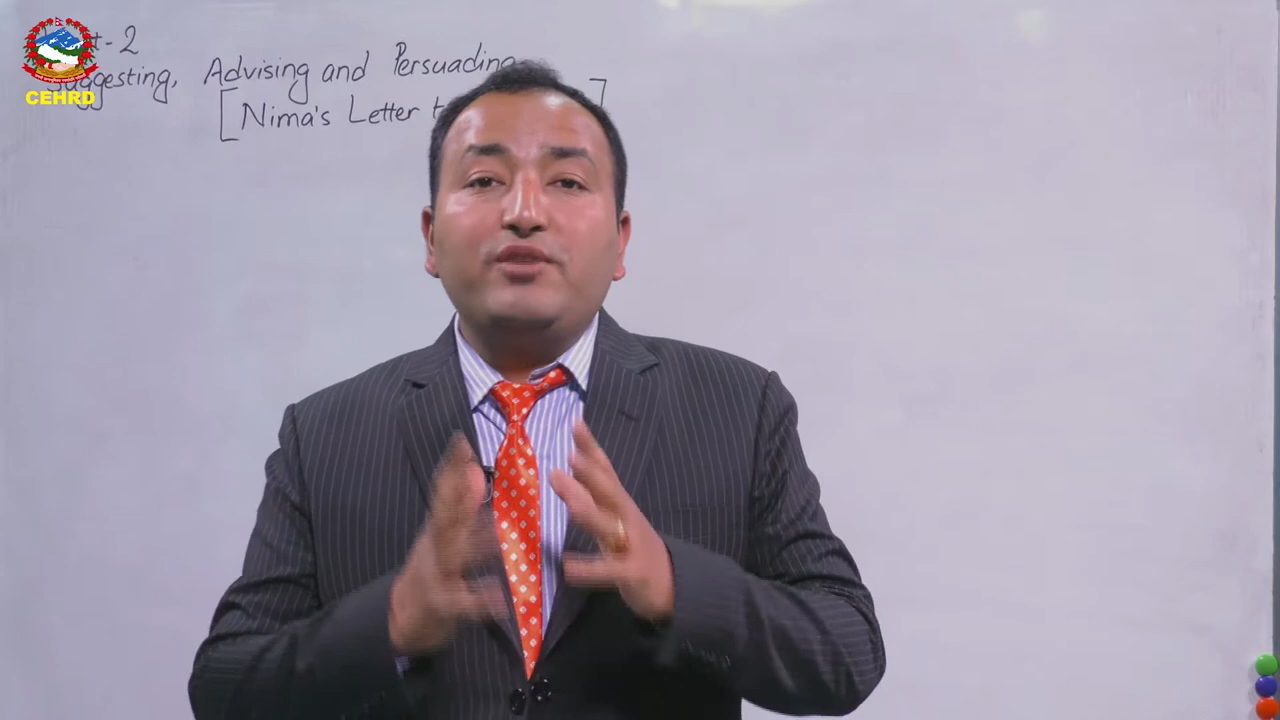 t-2
Suggesting, Advising and Persuading
[Nima's Letter t ]
CEHRD